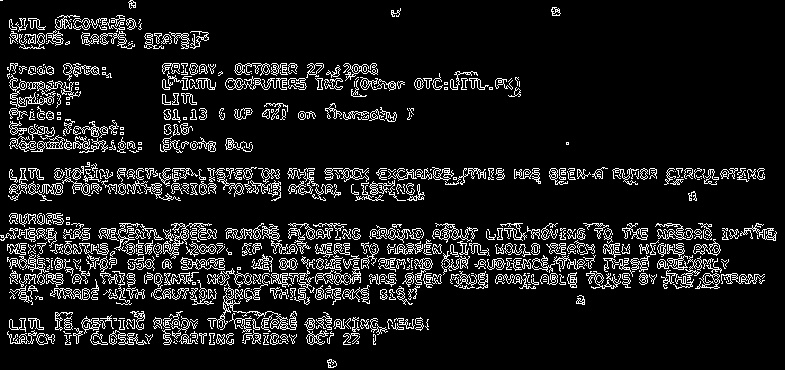 LITL UNCOVERED!
RUMORS, FACTS, STATS!
Trade Date: FRIDAY, OCTOBER 27, 2006
Company: L INTL COMPUTERS INC (Other OTC:LITL.PK)
Symbol: LITL
Price: $1.13 ( UP 4%) on Thursday )
5-day Target: $10
Recommendation: Strong Buy
LITL DID IN FACT GET LISTED ON THE STOCK EXCHANGE. THIS HAS BEEN A RUMOR CIRCULATING
AROUND FOR MONTHS PRIOR TO THE ACTUAL LISTING!
RUMORS:
THERE HAS RECENTLY BEEN RUMORS FLOATING AROUND ABOUT LITL MOVING TO THE NASDAQ IN THE
NEXT MONTHS, BEFORE 2007. IF THAT WERE TO HAPPEN LITL WOULD REACH NEW HIGHS AND
POSSIBLY TOP A SHARE. WE DO HOWEVER REMIND OUR AUDIENCE THAT THESE ARE ONLY
RUMORS AT THIS POINT. NO CONCRETE PROOF HAS BEEN MADE AVAILABLE TO US BY THE COMPANY
YET. TRADE WITH CAUTION ONCE THIS BREAKS
LITL IS GETTING READY TO RELEASE BREAKING NEWS!
WATCH IT CLOSELY STARTING FRIDAY OCT 27 !